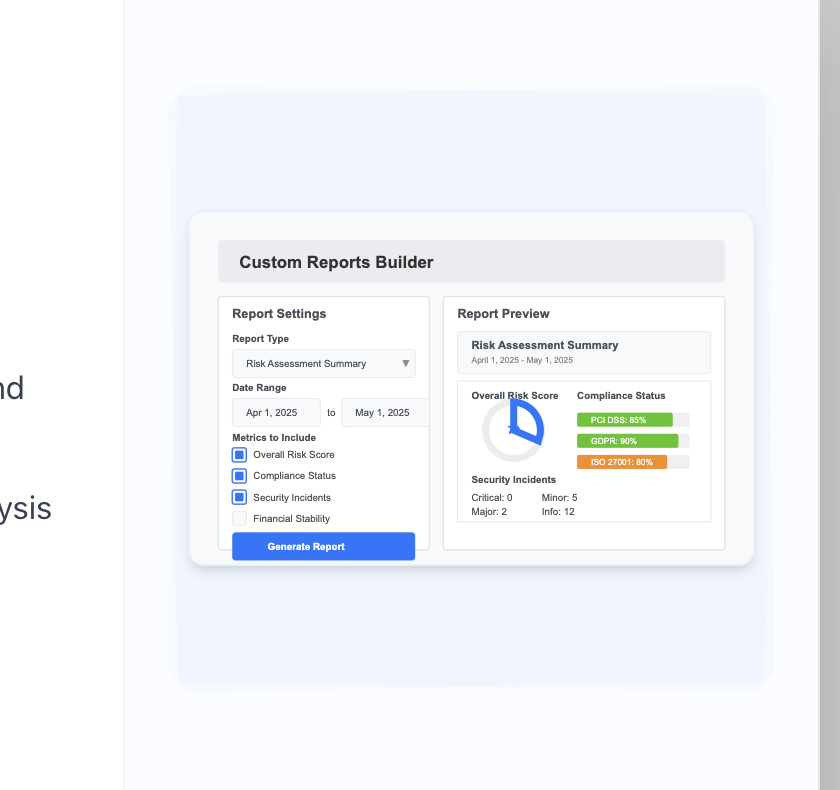 nd
ysis
Custom Reports Builder
Report Settings
Report Type
Risk Assessment Summary
Date Range
Apr 1, 2025 to May 1, 2025
Metrics to Include
Overall Risk Score
Compliance Status
Security Incidents
Financial Stability
Generate Report
Report Preview
Risk Assessment Summary
April 1, 2025 - May 1, 2025
Overall Risk Score
Compliance Status
PCI DSS: 85%
GDPR: 90%
ISO 27001: 80%
Security Incidents
Critical: 0 Minor: 5
Major: 2 Info: 12